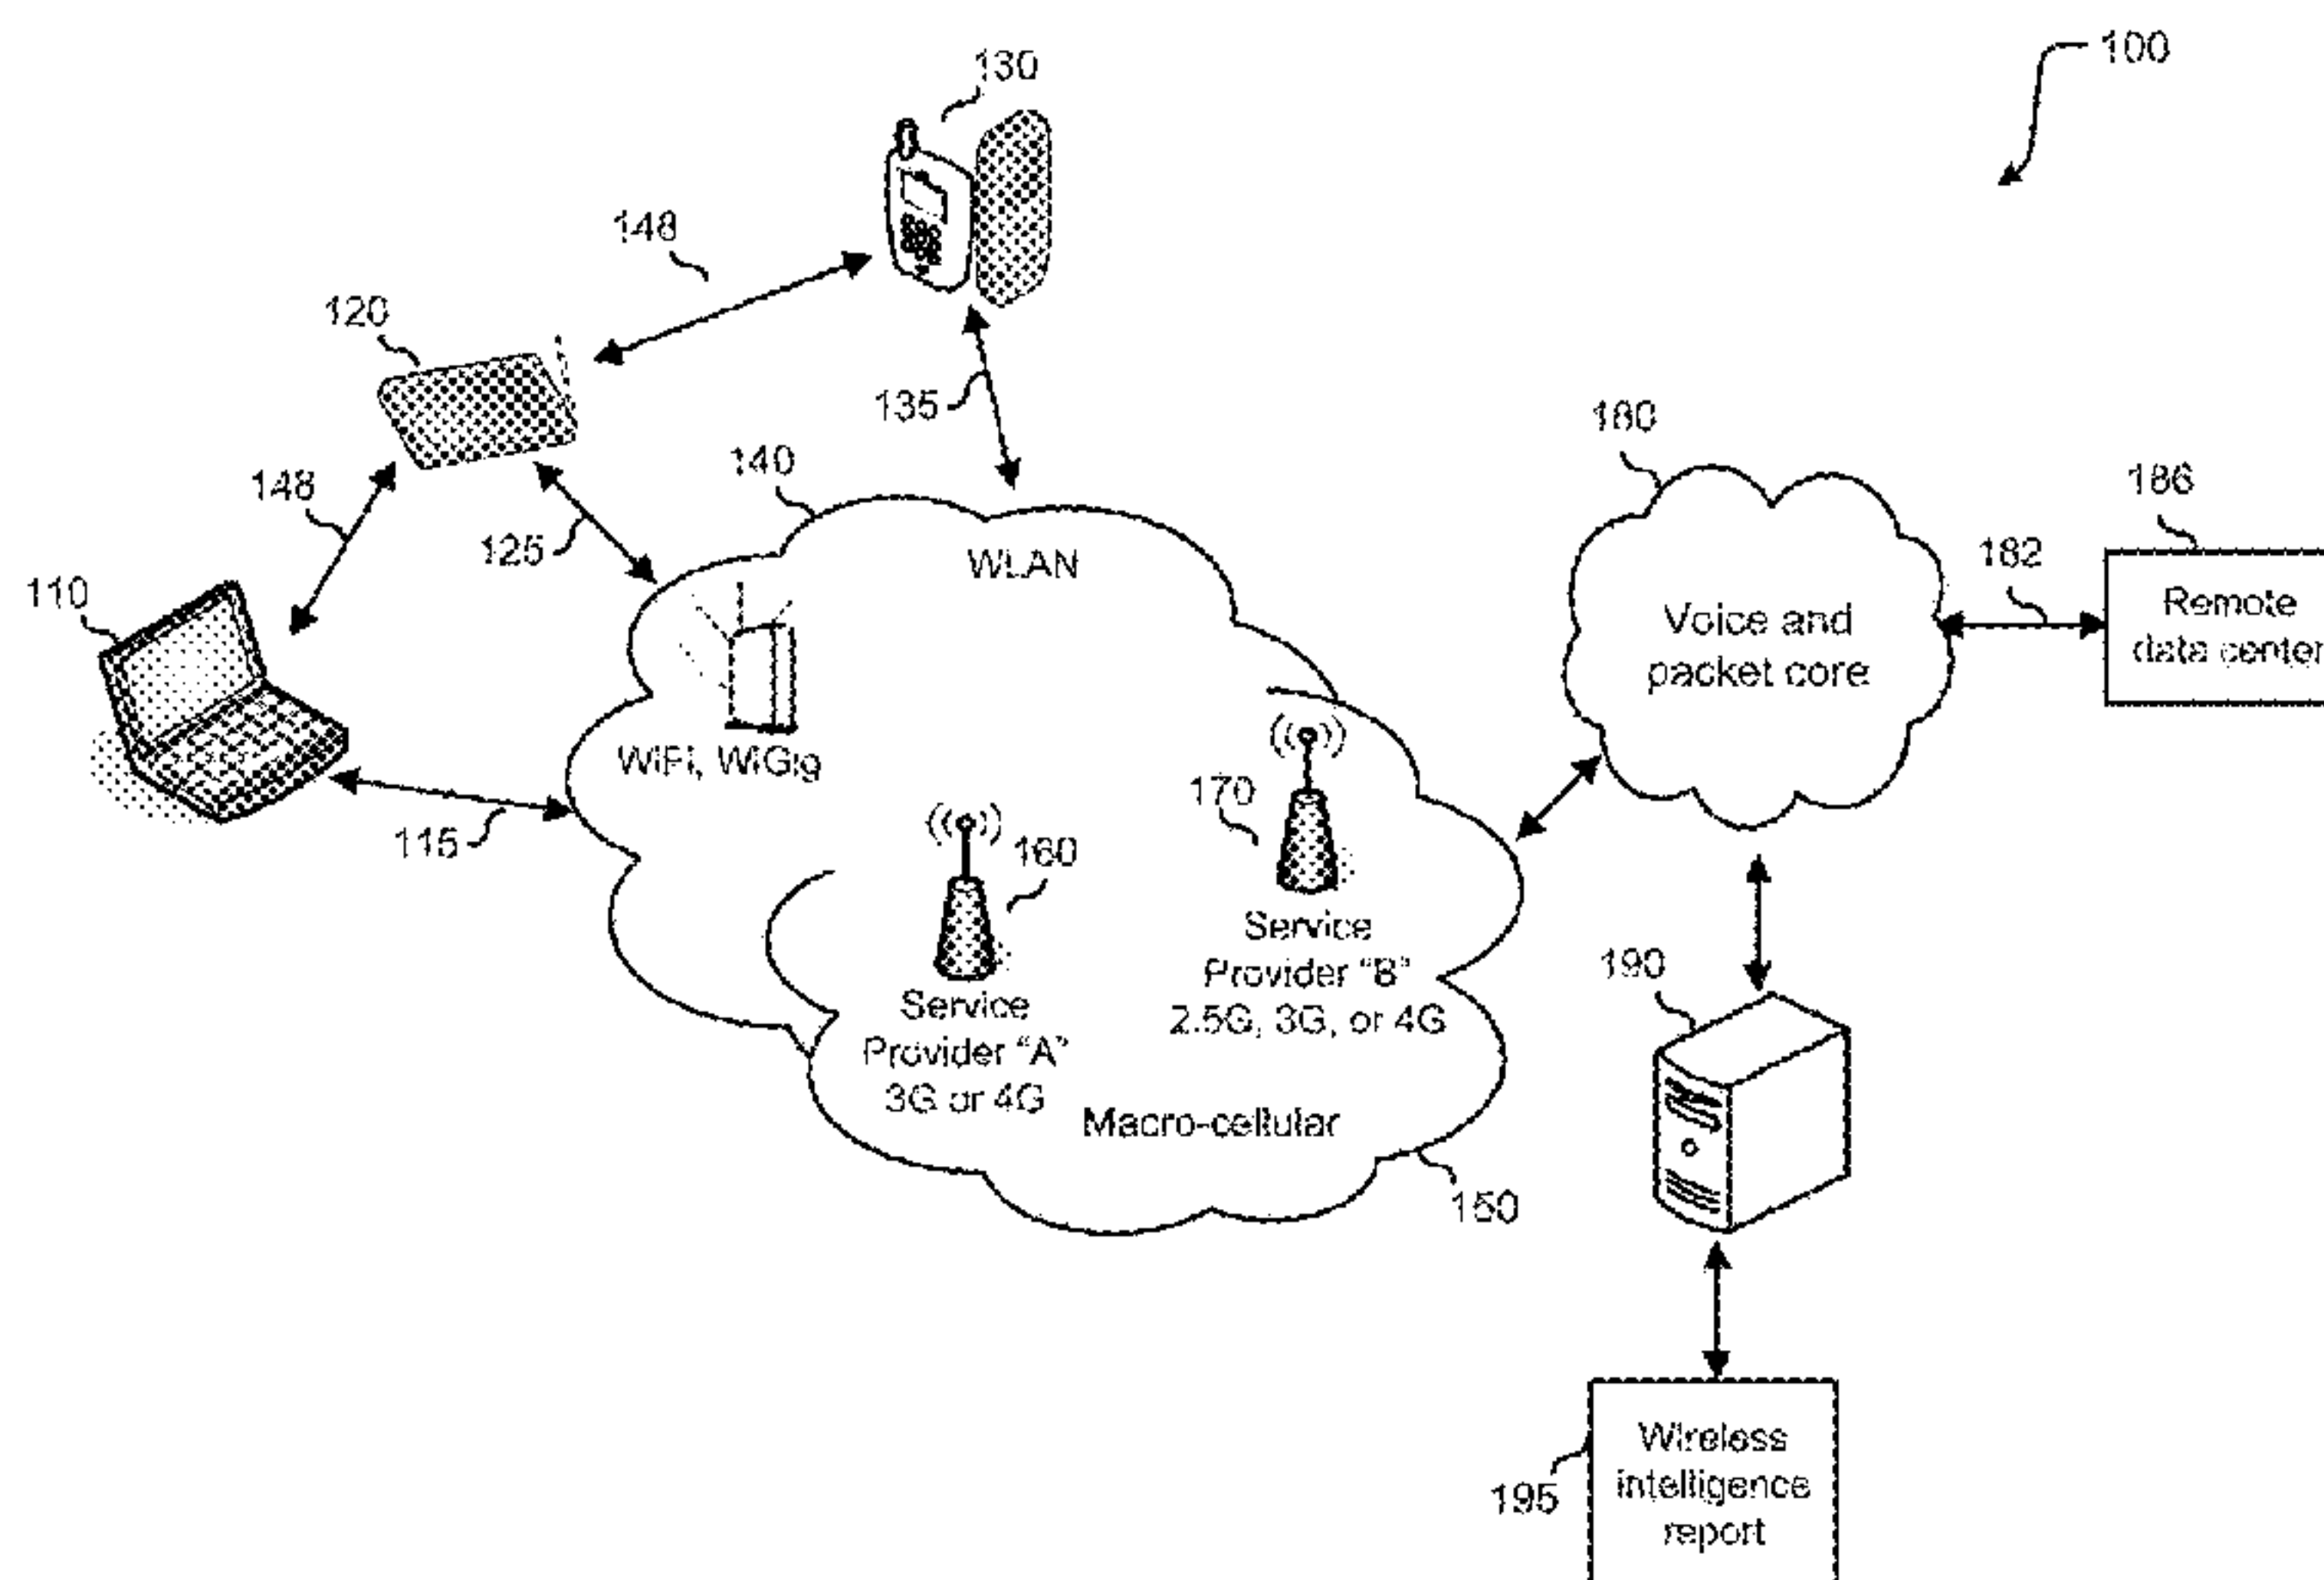 100
130
148
120
135
180
140
186
148
WLAN
182
125
110
Remote
data center
Voice and
packet core
WiFi, WiGig
170
115
160
Service
Provider "B"
2.5G, 3G, or 4G
190
Service
Provider "A"
3G or 4G
Macro-cellular
150
Wireless
intelligence
report
195